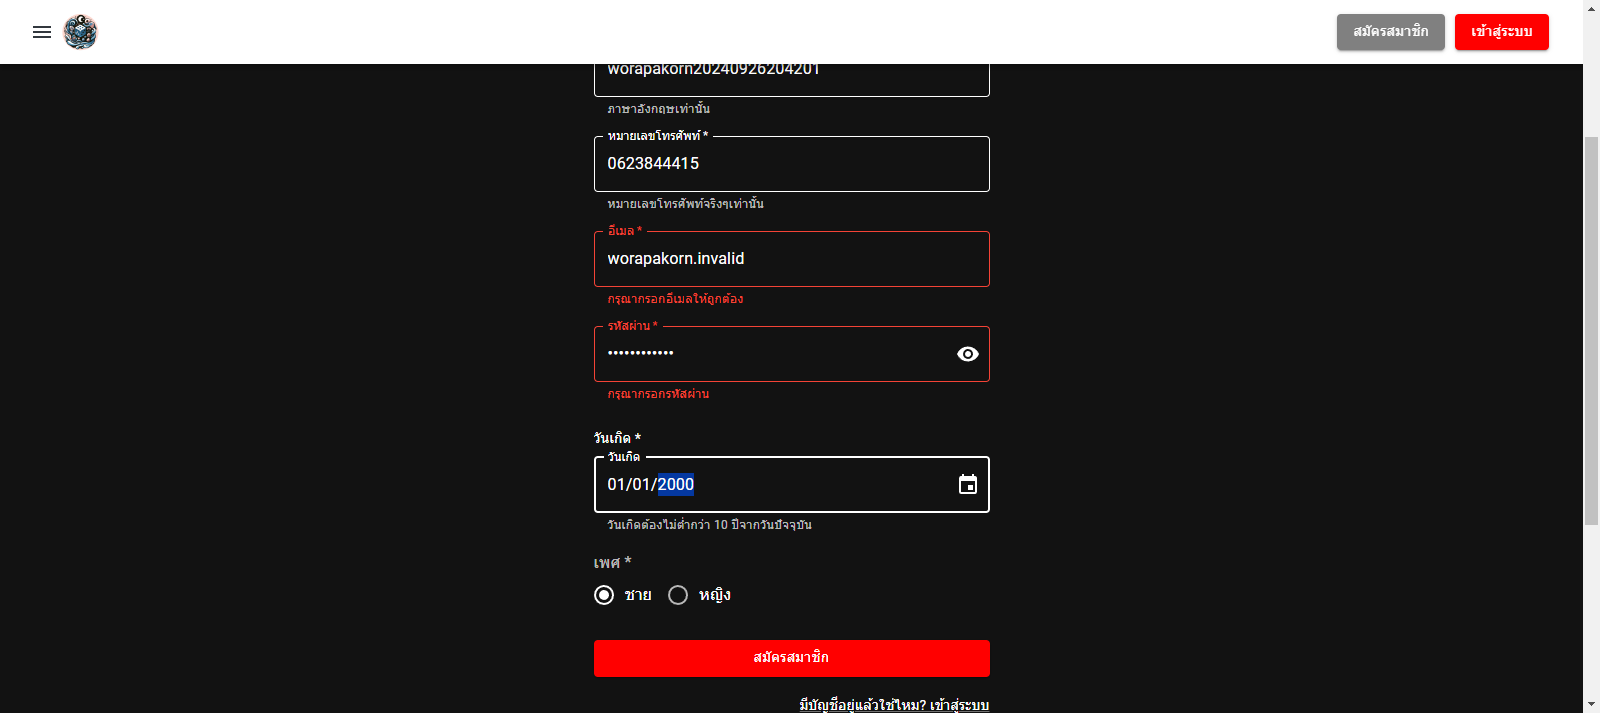 สมัครสมาชิก
เข้าสู่ระบบ
worapakorn20240926204201
ภาษาอังกฤษเท่านั้น
หมายเลขโทรศัพท์ *
0623844415
หมายเลขโทรศัพท์จริงๆเท่านั้น
อีเมล *
worapakorn.invalid
กรุณากรอกอีเมลให้ถูกต้อง
รหัสผ่าน *
••••••••••••
กรุณากรอกรหัสผ่าน
วันเกิด *
วันเกิด
01/01/2000
วันเกิดต้องไม่ต่ำกว่า 10 ปีจากวันปัจจุบัน
เพศ *
ชาย
หญิง
สมัครสมาชิก
มีบัญชีอยู่แล้วใช่ไหม? เข้าสู่ระบบ